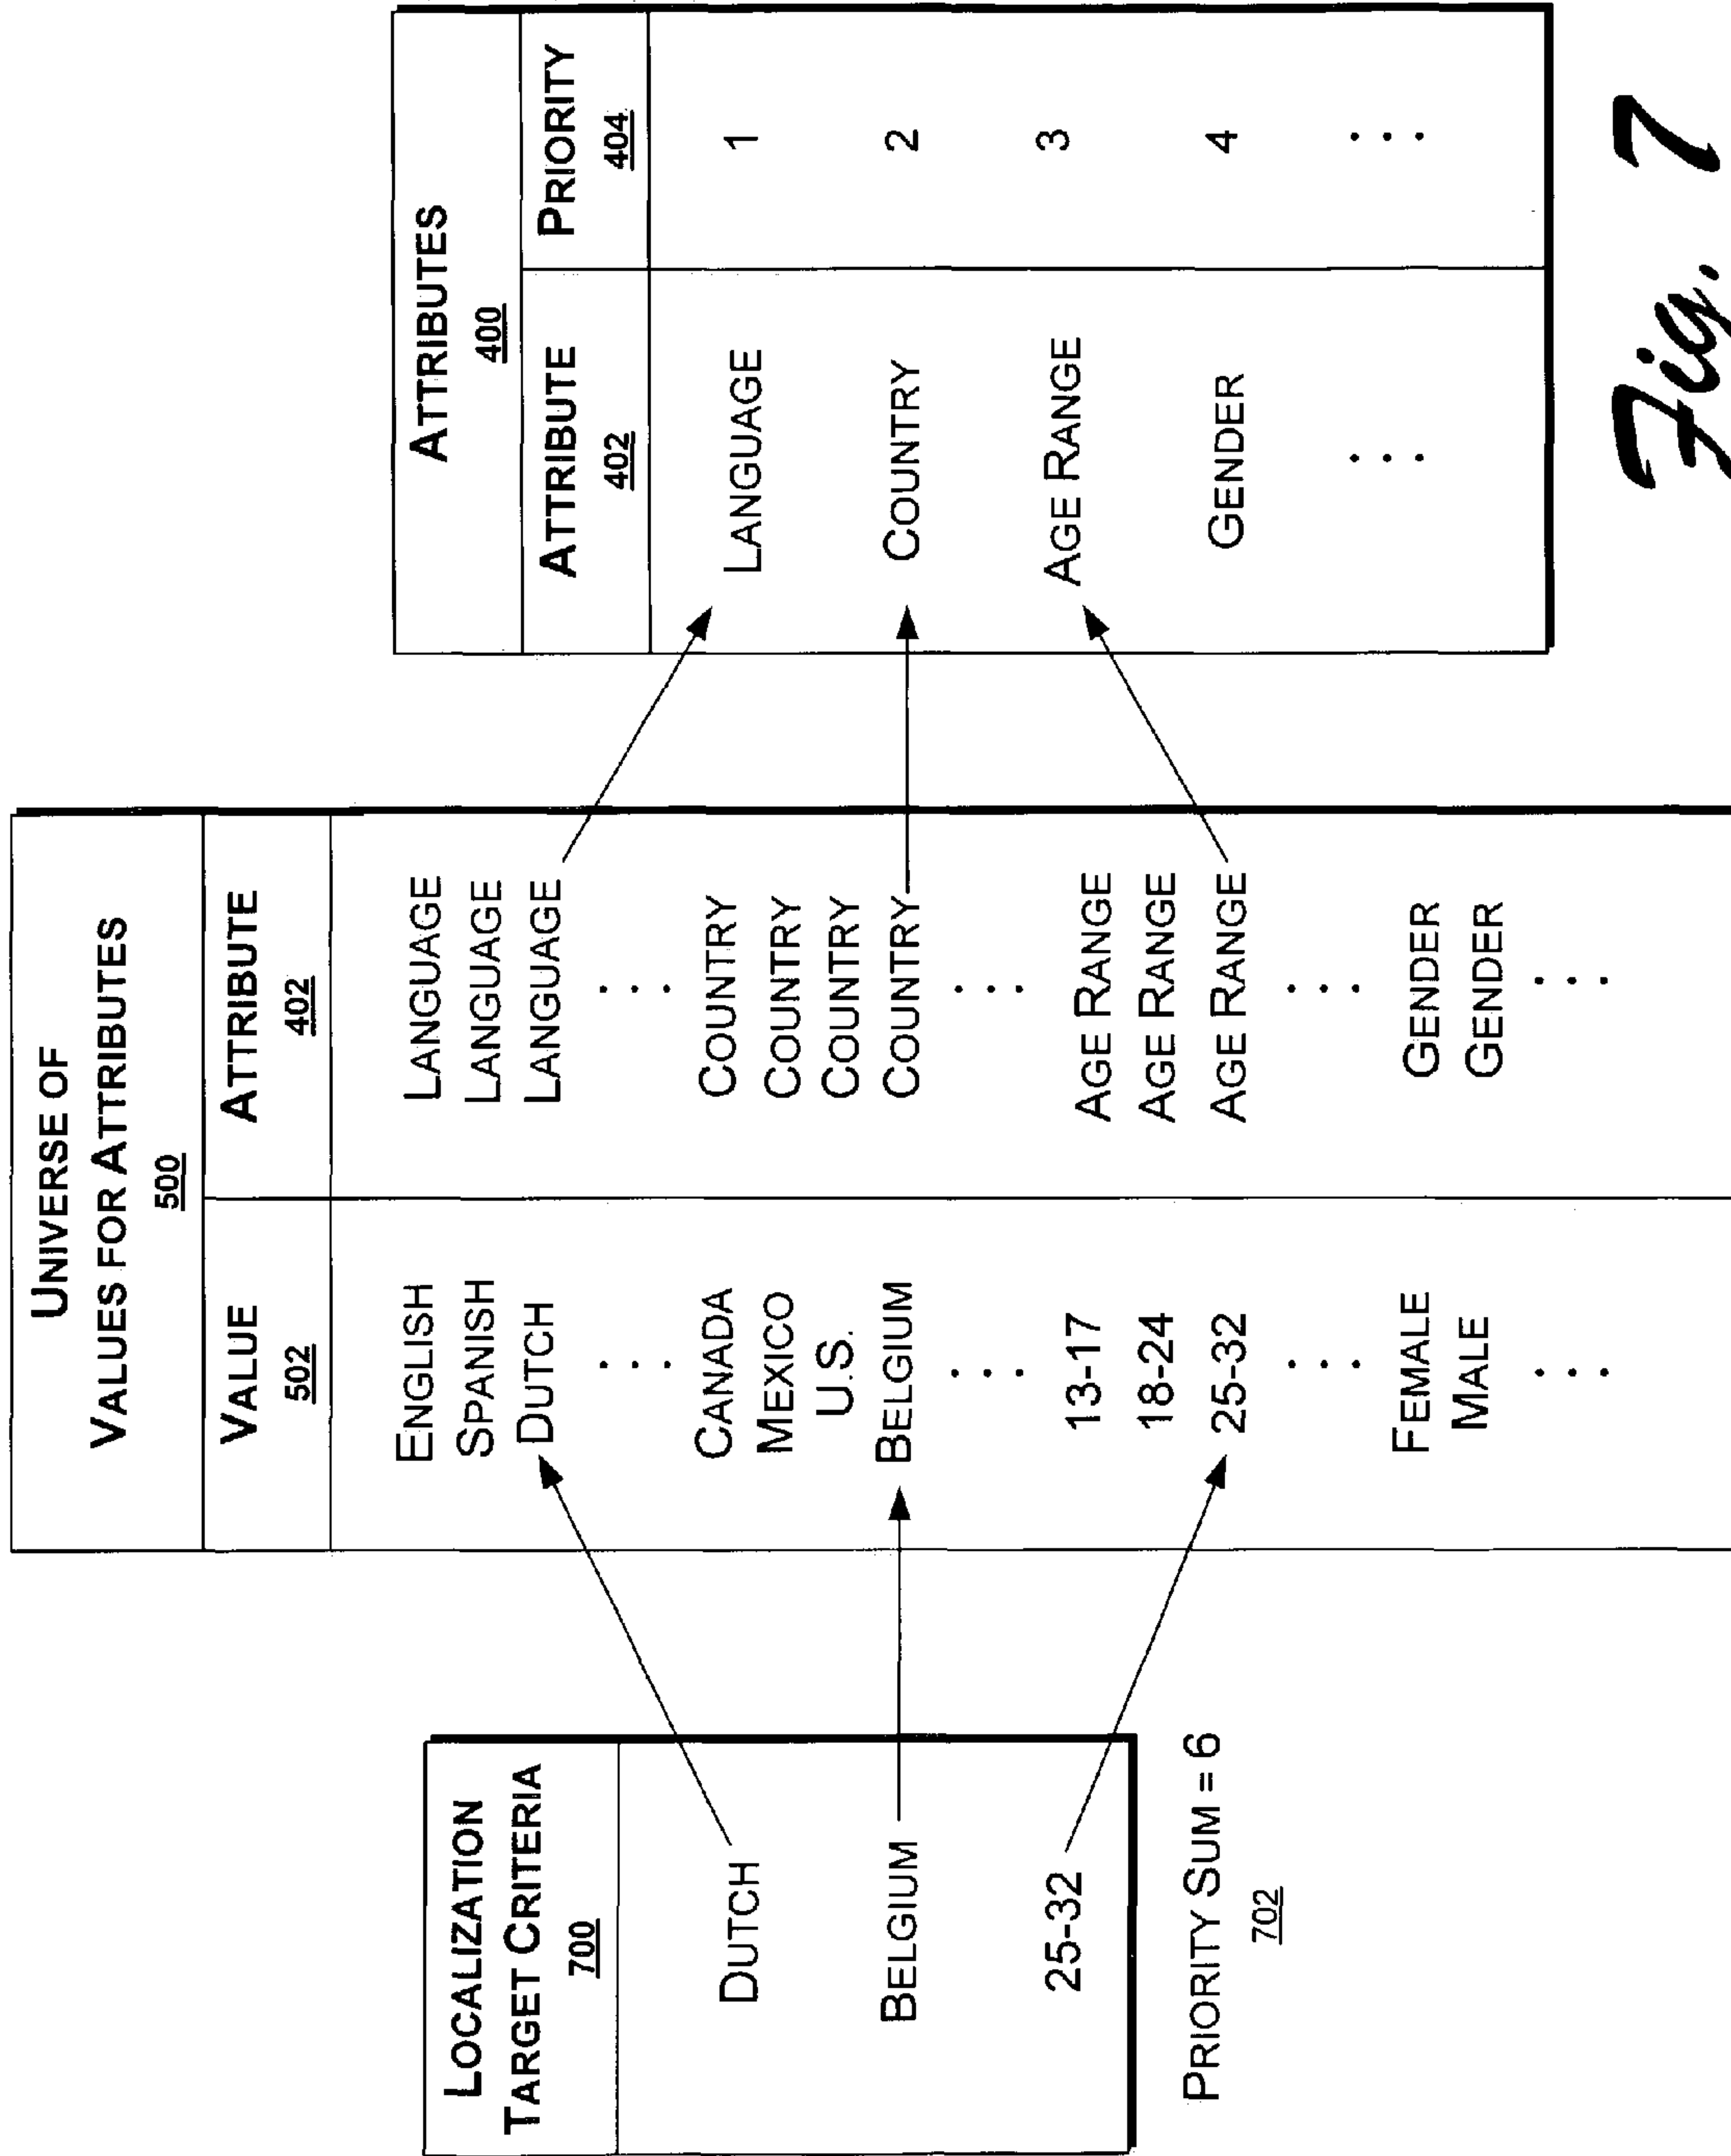 LOCALIZATION
TARGET CRITERIA
700
DUTCH
BELGIUM
25-32
PRIORITY SUM = 6
702
UNIVERSE OF
VALUES FOR ATTRIBUTES
500
VALUE ATTRIBUTE
502 402
ENGLISH LANGUAGE
SPANISH LANGUAGE
DUTCH LANGUAGE
... ...
CANADA COUNTRY
MEXICO COUNTRY
U.S. COUNTRY
BELGIUM COUNTRY
... ...
13-17 AGE RANGE
18-24 AGE RANGE
25-32 AGE RANGE
... ...
FEMALE GENDER
MALE GENDER
... ...
ATTRIBUTES
400
ATTRIBUTE PRIORITY
402 404
LANGUAGE 1
COUNTRY 2
AGE RANGE 3
GENDER 4
... ...
Fig. 7